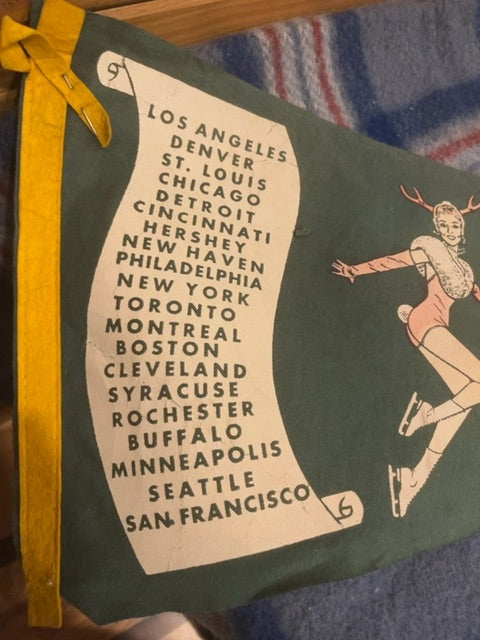 LOS ANGELES
DENVER
ST. LOUIS
CHICAGO
DETROIT
CINCINNATI
HERSHEY
NEW HAVEN
PHILADELPHIA
NEW YORK
TORONTO
MONTREAL
BOSTON
CLEVELAND
SYRACUSE
ROCHESTER
BUFFALO
MINNEAPOLIS
SEATTLE
SAN FRANCISCO